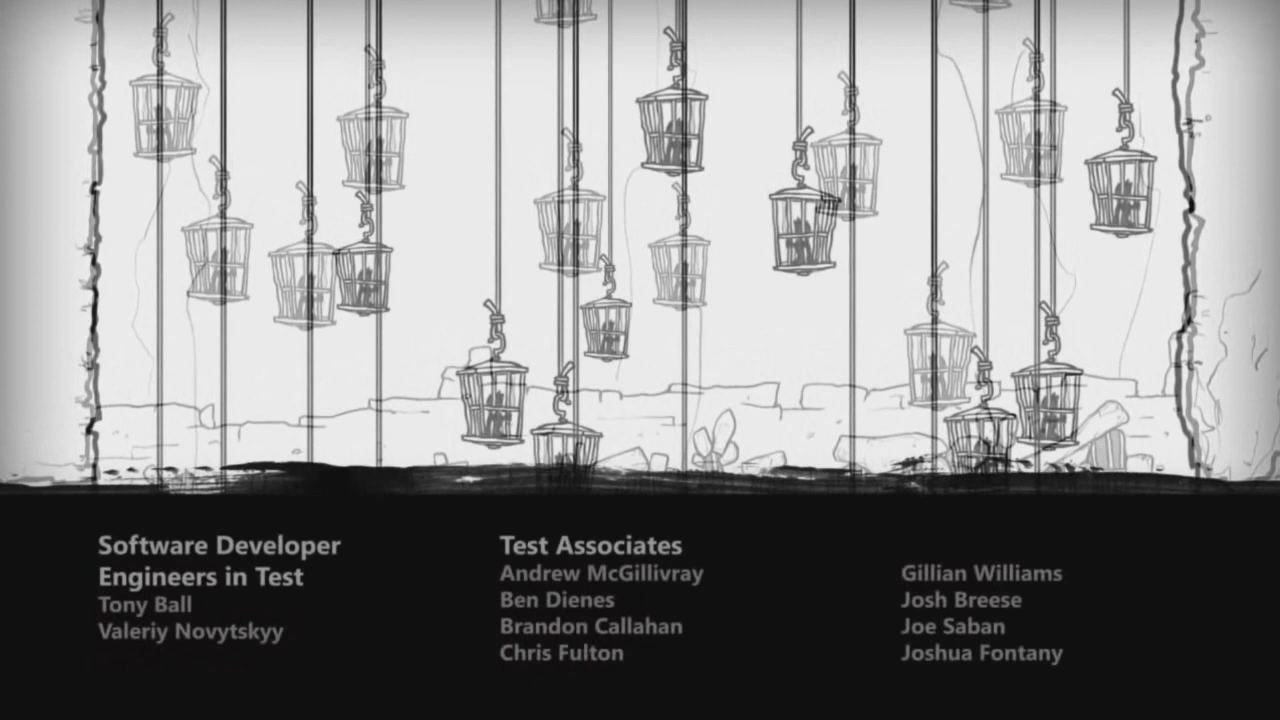 Software Developer
Engineers in Test
Tony Ball
Valeriy Novytskyy
Test Associates
Andrew McGillivray
Ben Dienes
Brandon Callahan
Chris Fulton
Gillian Williams
Josh Breese
Joe Saban
Joshua Fontany